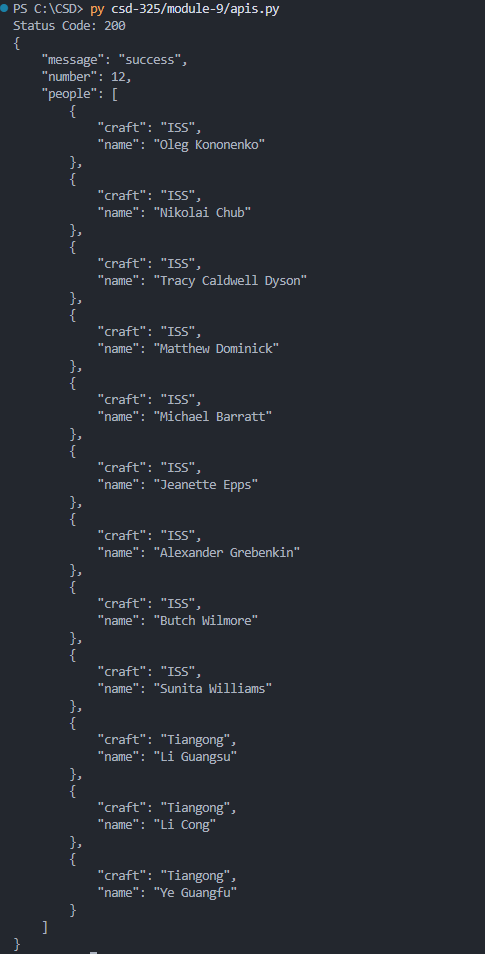 PS C:\CSD> py csd-325/module-9/apis.py
Status Code: 200
{
    "message": "success",
    "number": 12,
    "people": [
        {
            "craft": "ISS",
            "name": "Oleg Kononenko"
        },
        {
            "craft": "ISS",
            "name": "Nikolai Chub"
        },
        {
            "craft": "ISS",
            "name": "Tracy Caldwell Dyson"
        },
        {
            "craft": "ISS",
            "name": "Matthew Dominick"
        },
        {
            "craft": "ISS",
            "name": "Michael Barratt"
        },
        {
            "craft": "ISS",
            "name": "Jeanette Epps"
        },
        {
            "craft": "ISS",
            "name": "Alexander Grebenkin"
        },
        {
            "craft": "ISS",
            "name": "Butch Wilmore"
        },
        {
            "craft": "ISS",
            "name": "Sunita Williams"
        },
        {
            "craft": "Tiangong",
            "name": "Li Guangsu"
        },
        {
            "craft": "Tiangong",
            "name": "Li Cong"
        },
        {
            "craft": "Tiangong",
            "name": "Ye Guangfu"
        }
    ]
}